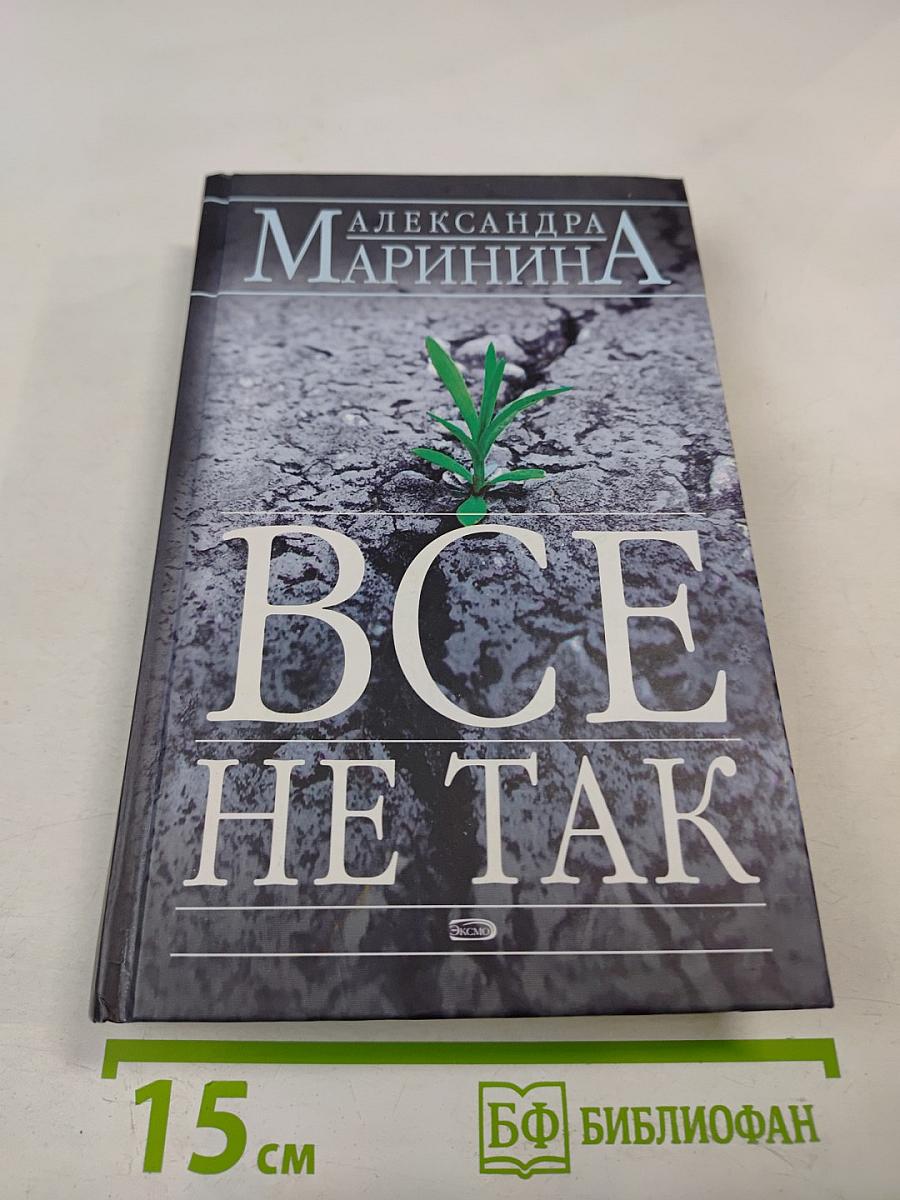 АЛЕКСАНДРА
МАРИНИНА
ВСЕ
НЕ ТАК
ЭКСМО
15 см
БФ БИБЛИОФАН